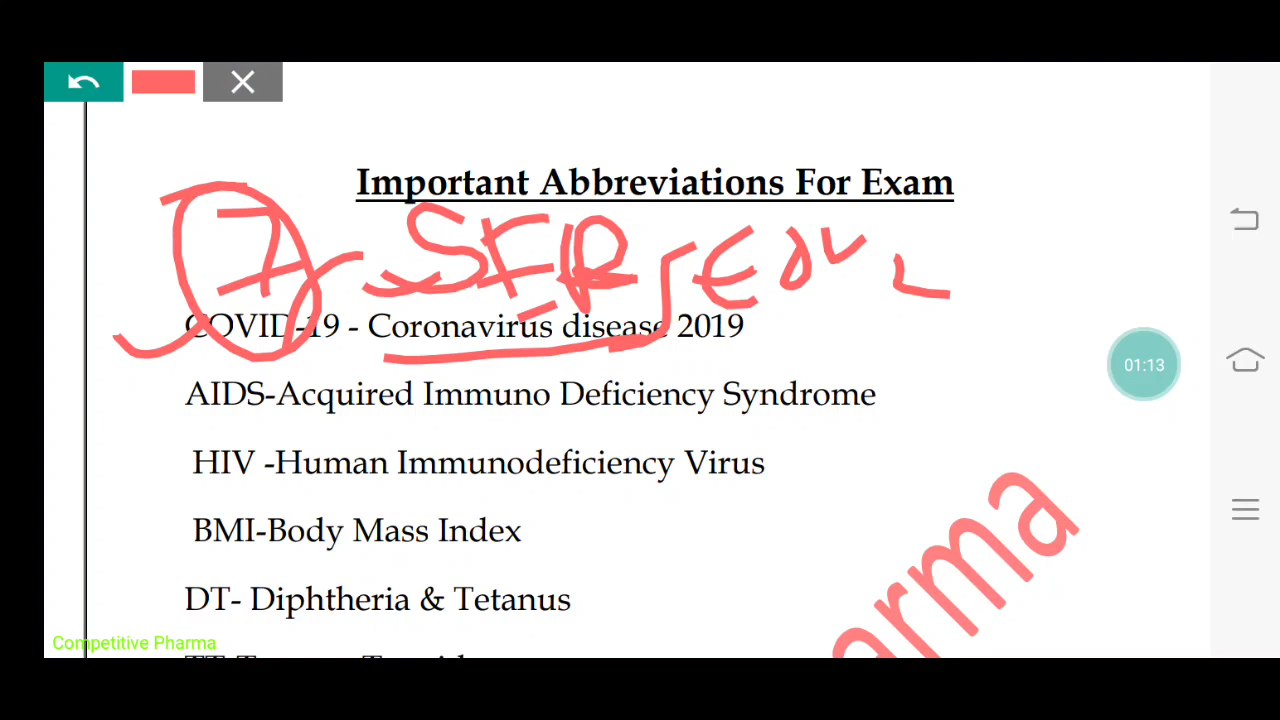 Important Abbreviations For Exam
7
COVID-19 - Coronavirus disease 2019
01:13
AIDS-Acquired Immuno Deficiency Syndrome
HIV -Human Immunodeficiency Virus
BMI-Body Mass Index
DT- Diphtheria & Tetanus
Competitive Pharma
arma